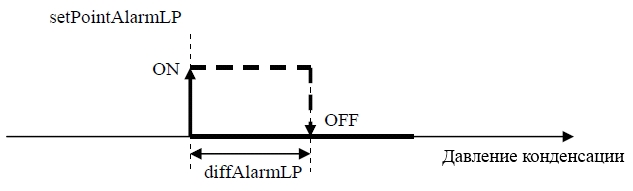 setPointAlarmLP
ON
OFF
Давление конденсации
diffAlarmLP